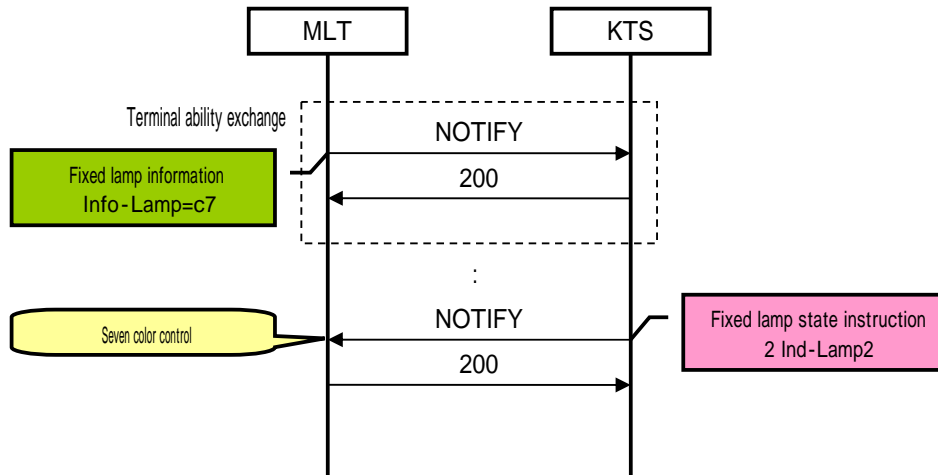 MLT
KTS
Terminal ability exchange
NOTIFY
Fixed lamp information
Info-Lamp=c7
200
:
Seven color control
NOTIFY
Fixed lamp state instruction
2 Ind-Lamp2
200